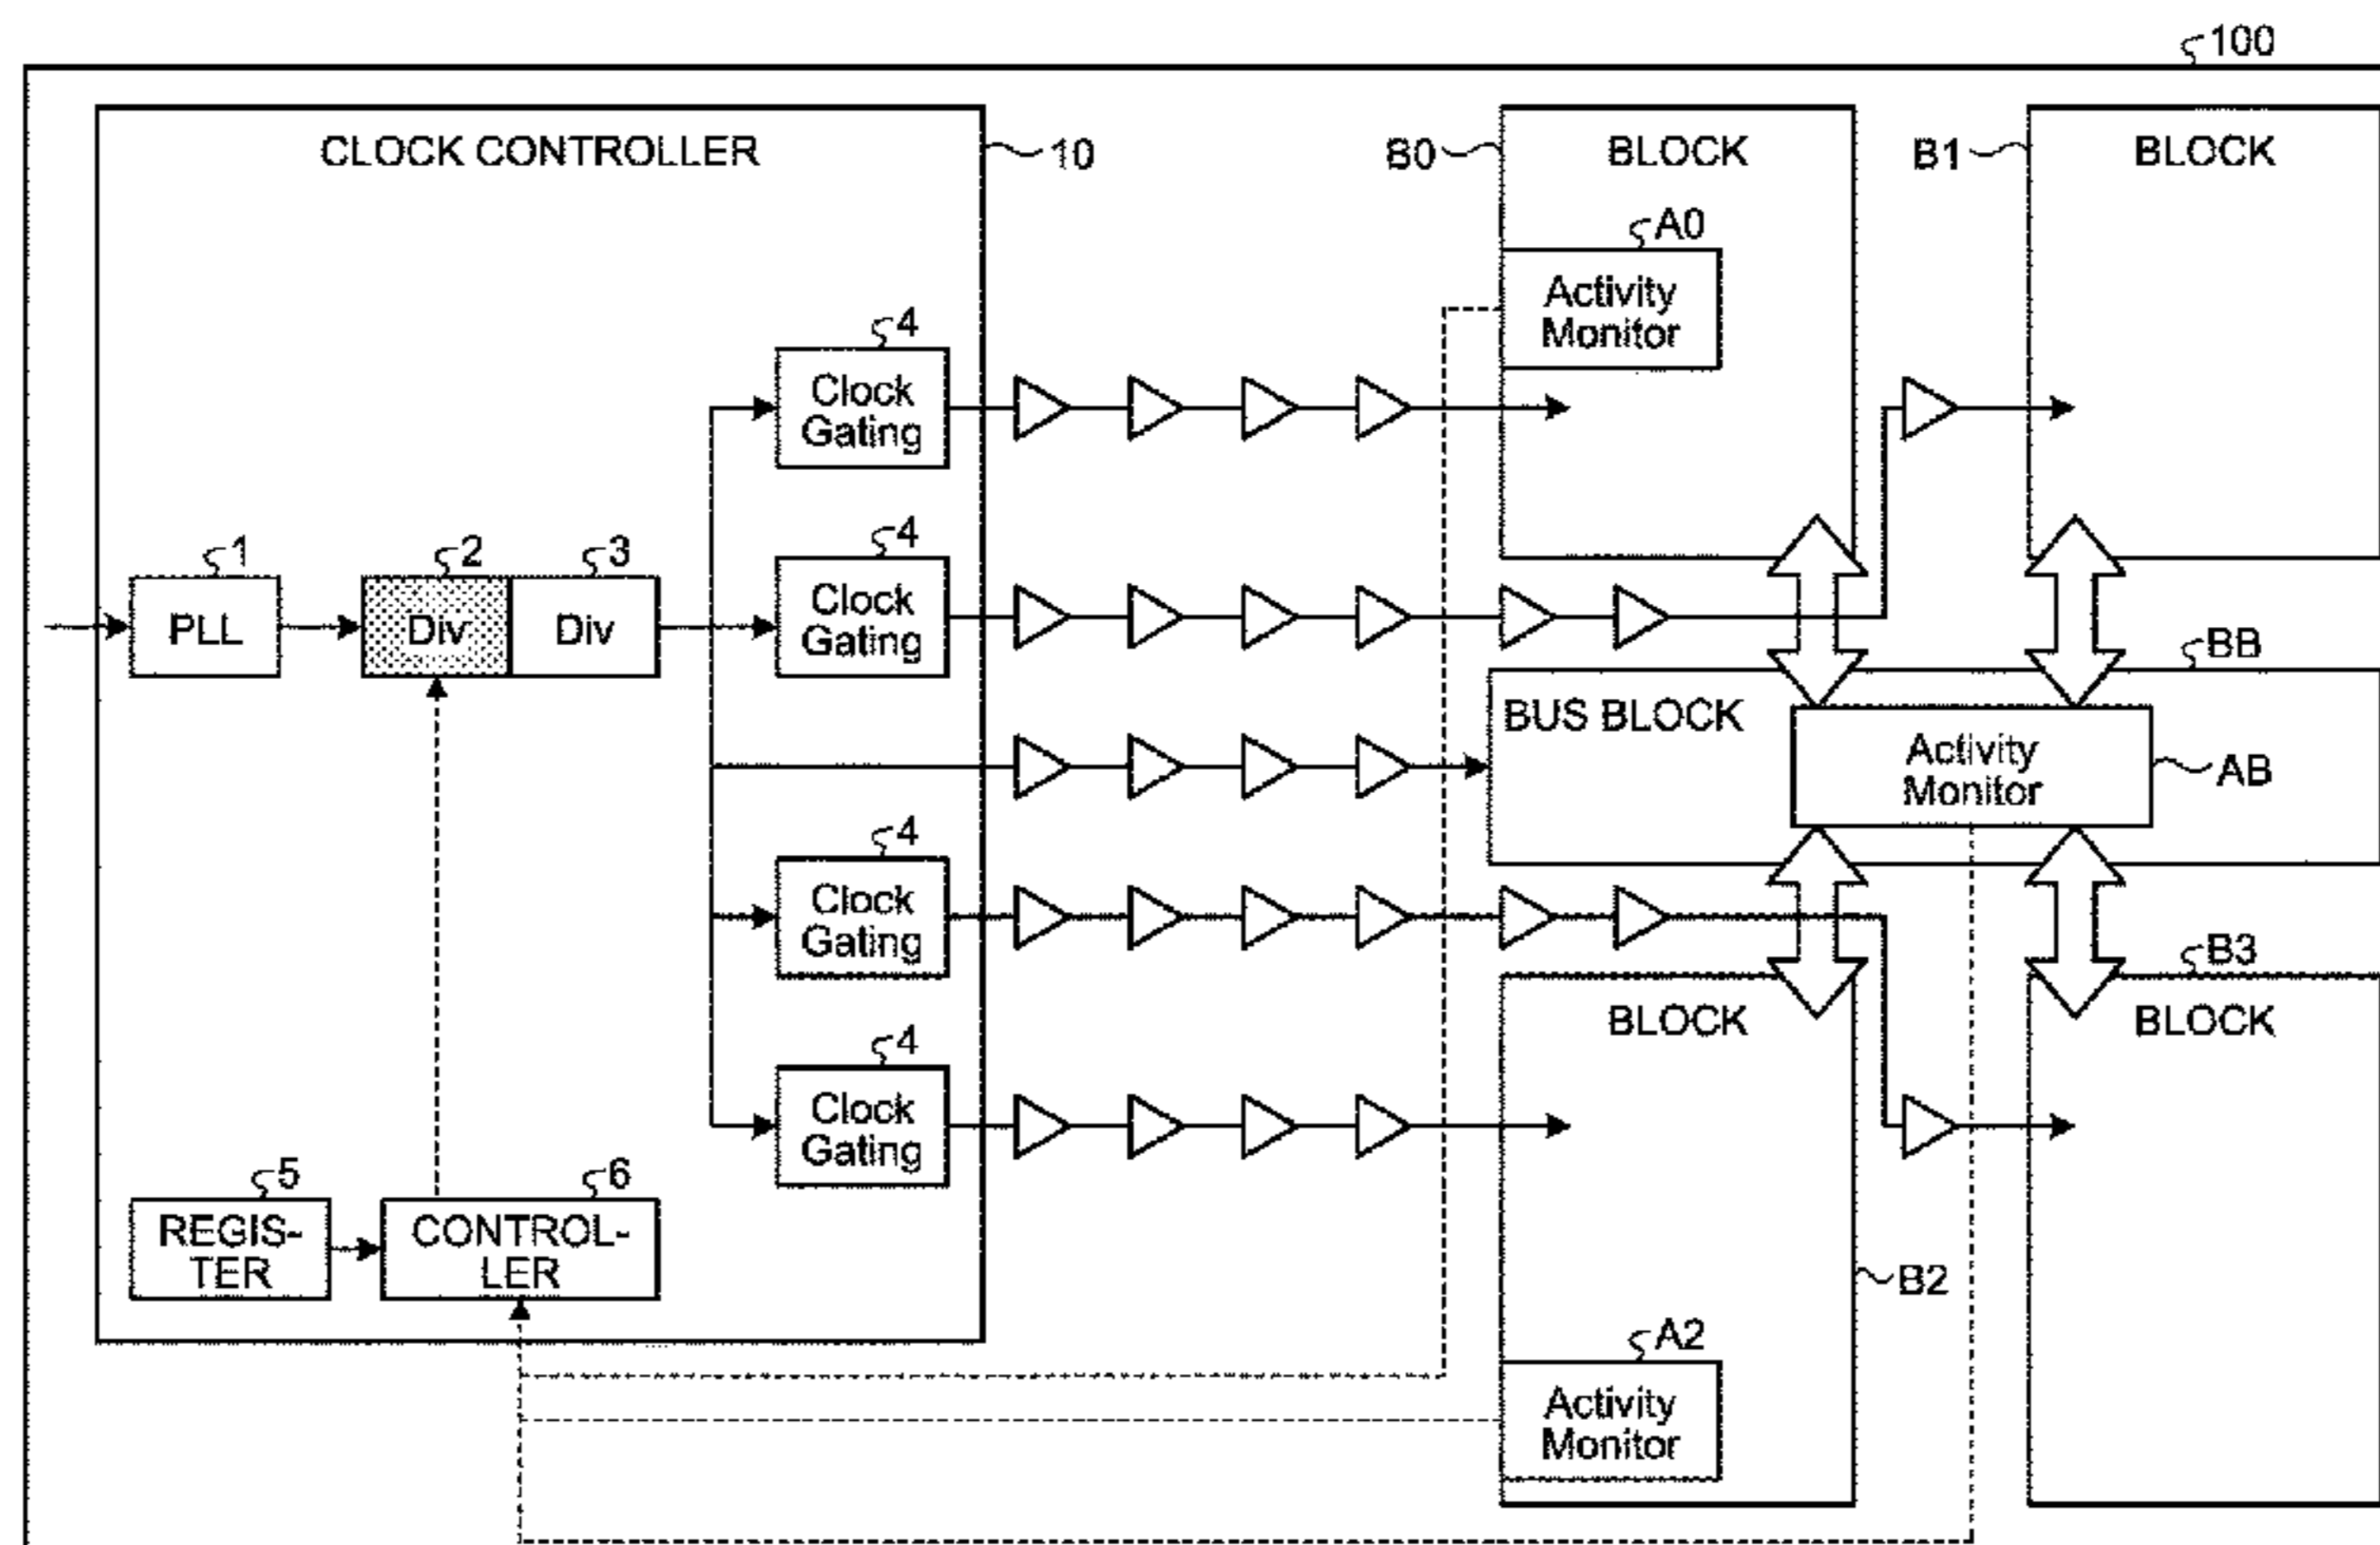 100
CLOCK CONTROLLER
10
B0
BLOCK
B1
BLOCK
A0
Activity
Monitor
4
Clock
Gating
1
PLL
2
Div
3
Div
4
Clock
Gating
BB
BUS BLOCK
Activity
Monitor
AB
4
Clock
Gating
B3
BLOCK
BLOCK
4
Clock
Gating
5
REGIS-
TER
6
CONTROL-
LER
B2
A2
Activity
Monitor